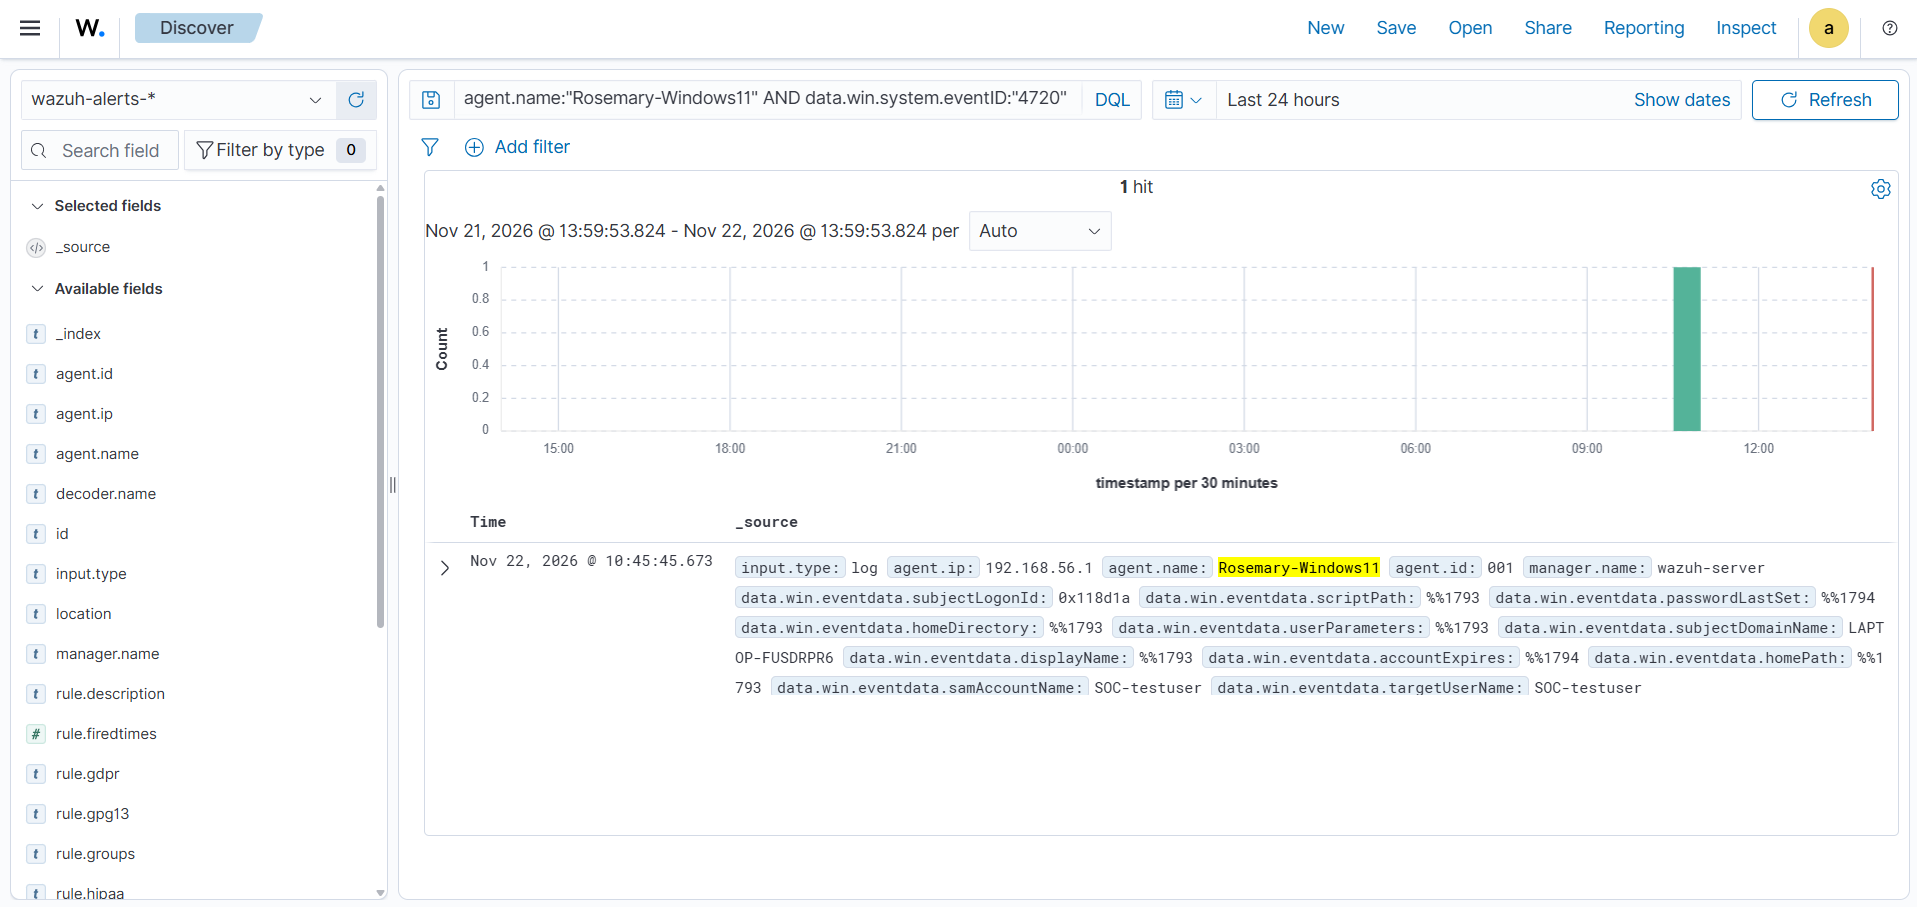 W. Discover New Save Open Share Reporting Inspect a
wazuh-alerts-*
Search field Filter by type 0
Selected fields
_source
Available fields
_index
agent.id
agent.ip
agent.name
decoder.name
id
input.type
location
manager.name
rule.description
rule.firedtimes
rule.gdpr
rule.gpg13
rule.groups
rule.hipaa
agent.name:"Rosemary-Windows11" AND data.win.system.eventID:"4720" DQL Last 24 hours Show dates Refresh
Add filter
1 hit
Nov 21, 2026 @ 13:59:53.824 - Nov 22, 2026 @ 13:59:53.824 per Auto
Count
1
0.8
0.6
0.4
0.2
0
15:00 18:00 21:00 00:00 03:00 06:00 09:00 12:00
timestamp per 30 minutes
Time _source
Nov 22, 2026 @ 10:45:45.673 input.type: log agent.ip: 192.168.56.1 agent.name: Rosemary-Windows11 agent.id: 001 manager.name: wazuh-server
data.win.eventdata.subjectLogonId: 0x118d1a data.win.eventdata.scriptPath: %%1793 data.win.eventdata.passwordLastSet: %%1794
data.win.eventdata.homeDirectory: %%1793 data.win.eventdata.userParameters: %%1793 data.win.eventdata.subjectDomainName: LAPT
OP-FUSDRPR6 data.win.eventdata.displayName: %%1793 data.win.eventdata.accountExpires: %%1794 data.win.eventdata.homePath: %%1
793 data.win.eventdata.samAccountName: SOC-testuser data.win.eventdata.targetUserName: SOC-testuser